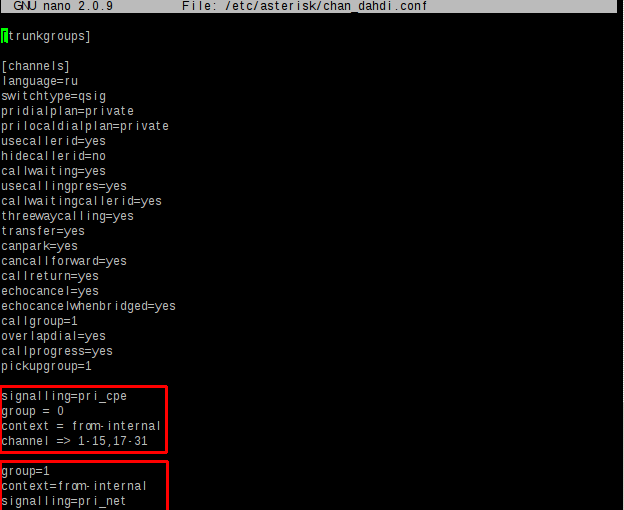 GNU nano 2.0.9 File: /etc/asterisk/chan_dahdi.conf
[trunkgroups]
[channels]
language=ru
switchtype=qsig
pridialplan=private
prilocaldialplan=private
usecallerid=yes
hidecallerid=no
callwaiting=yes
usecallingpres=yes
callwaitingcallerid=yes
threewaycalling=yes
transfer=yes
canpark=yes
cancallforward=yes
callreturn=yes
echocancel=yes
echocancelwhenbridged=yes
callgroup=1
overlapdial=yes
callprogress=yes
pickupgroup=1
signalling=pri_cpe
group = 0
context = from-internal
channel => 1-15,17-31
group=1
context=from-internal
signalling=pri_net